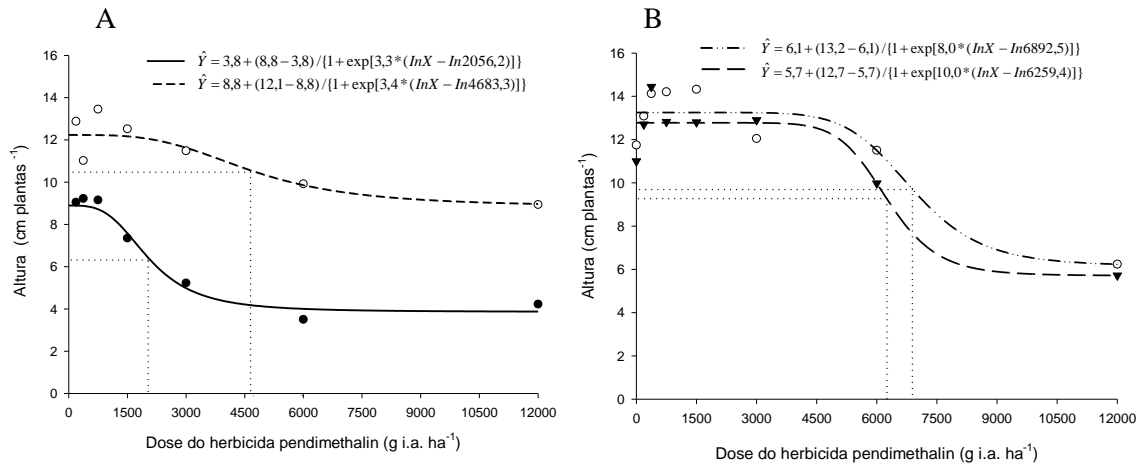 A
Ŷ = 3,8 + (8,8 − 3,8) /{1 + exp[3,3 * (InX − In2056,2)]}
Ŷ = 8,8 + (12,1 − 8,8) /{1 + exp[3,4 * (InX − In4683,3)]}
Altura (cm plantas⁻¹)
16
14
12
10
8
6
4
2
0
0 1500 3000 4500 6000 7500 9000 10500 12000
Dose do herbicida pendimethalin (g i.a. ha⁻¹)
B
Ŷ = 6,1 + (13,2 − 6,1) /{1 + exp[8,0 * (InX − In6892,5)]}
Ŷ = 5,7 + (12,7 − 5,7) /{1 + exp[10,0 * (InX − In6259,4)]}
Altura (cm plantas⁻¹)
16
14
12
10
8
6
4
2
0
0 1500 3000 4500 6000 7500 9000 10500 12000
Dose do herbicida pendimethalin (g i.a. ha⁻¹)